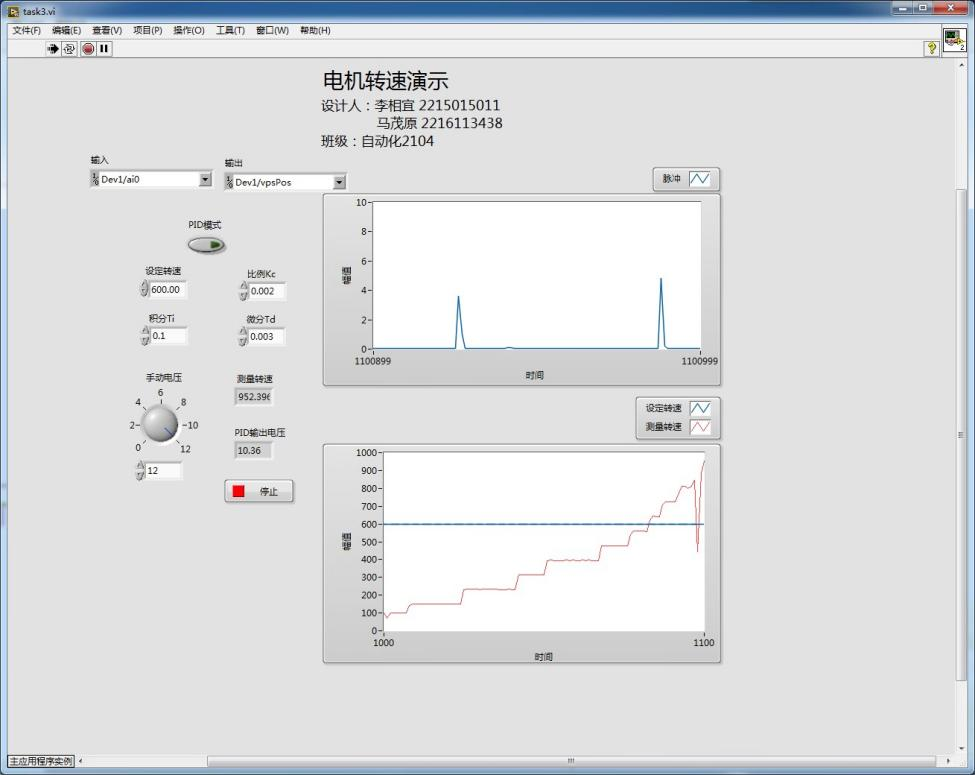 task3.vi
文件(F) 编辑(E) 查看(V) 项目(P) 操作(O) 工具(T) 窗口(W) 帮助(H)
电机转速演示
设计人：李相宜 2215015011
马茂原 2216113438
班级：自动化2104
输入
输出
Dev1/ai0
Dev1/vpsPos
脉冲
PID模式
设定转速
比例Kc
600.00
0.002
积分Ti
微分Td
0.1
0.003
手动电压
0 2 4 6 8 10 12
12
测量转速
952.396
PID输出电压
10.36
停止
幅值
10
8
6
4
2
0
1100899
1100999
时间
设定转速
测量转速
幅值
1000
900
800
700
600
500
400
300
200
100
0
1000
1100
时间
主应用程序实例